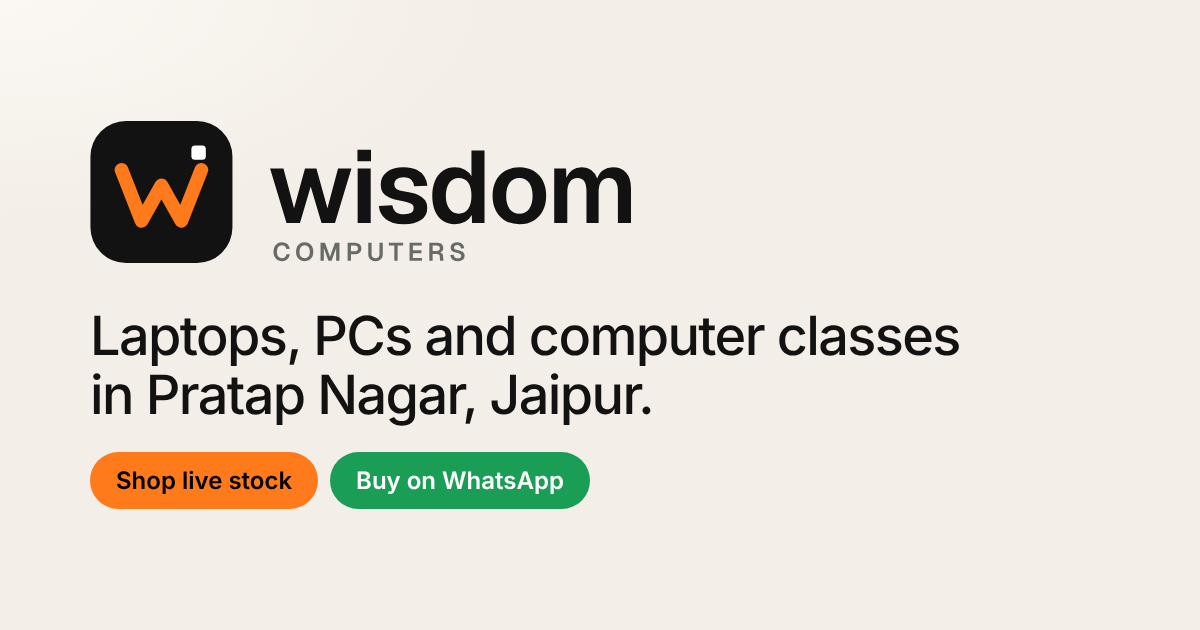 wisdom
COMPUTERS
Laptops, PCs and computer classes
in Pratap Nagar, Jaipur.
Shop live stock
Buy on WhatsApp